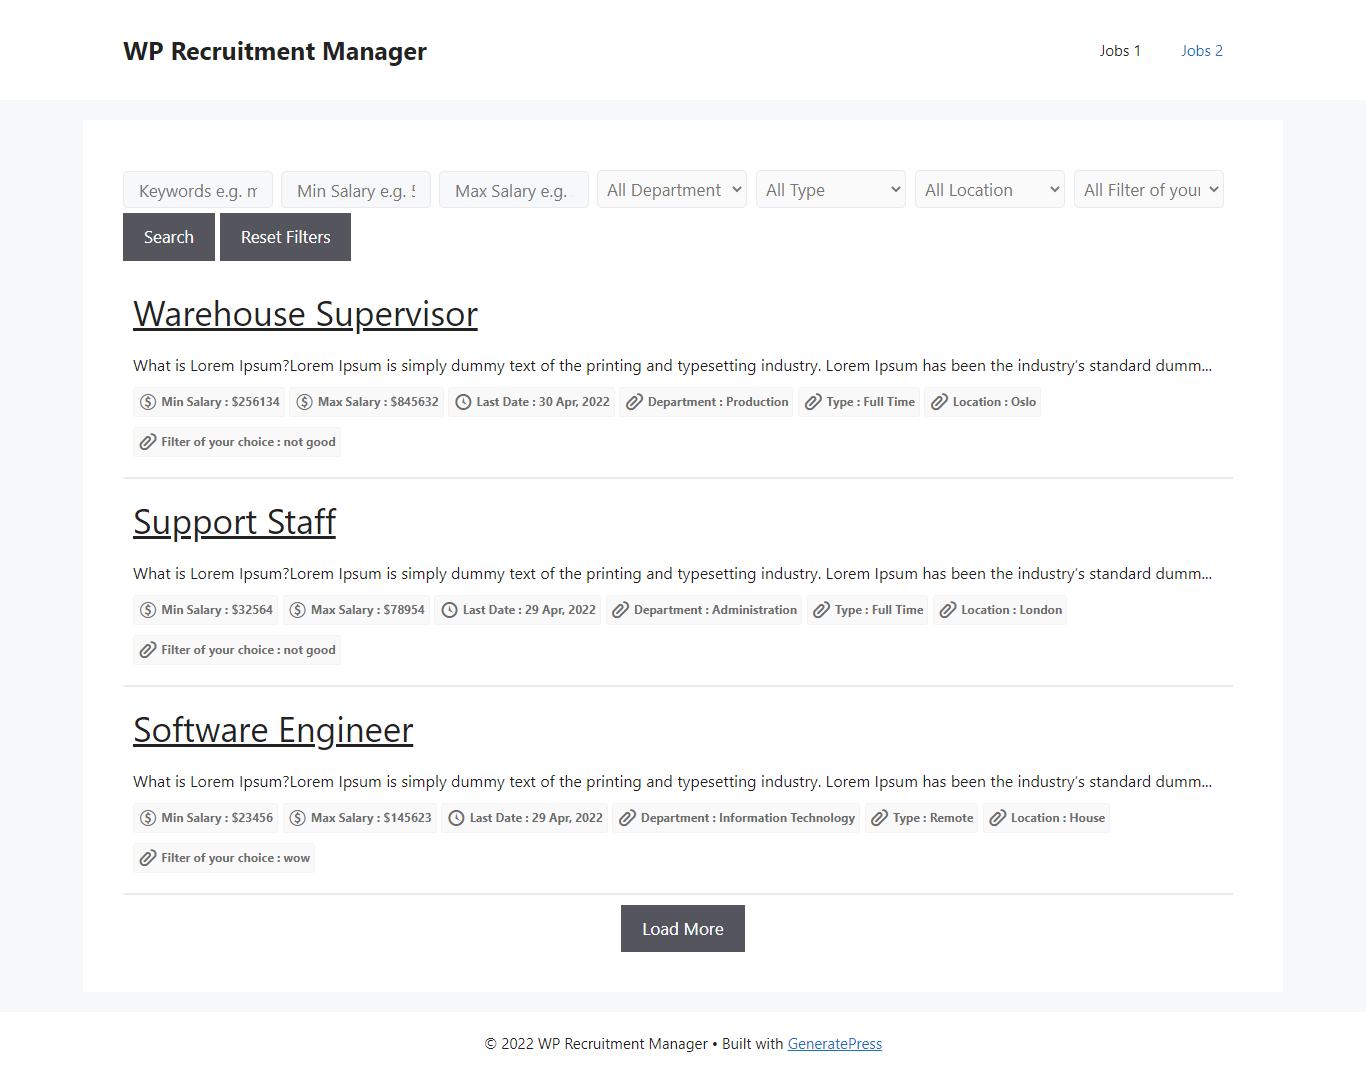 WP Recruitment Manager
Jobs 1 Jobs 2
Keywords e.g. m Min Salary e.g. 5 Max Salary e.g. All Department All Type All Location All Filter of your
Search Reset Filters
Warehouse Supervisor
What is Lorem Ipsum?Lorem Ipsum is simply dummy text of the printing and typesetting industry. Lorem Ipsum has been the industry’s standard dumm...
Min Salary : $256134 Max Salary : $845632 Last Date : 30 Apr, 2022 Department : Production Type : Full Time Location : Oslo
Filter of your choice : not good
Support Staff
What is Lorem Ipsum?Lorem Ipsum is simply dummy text of the printing and typesetting industry. Lorem Ipsum has been the industry’s standard dumm...
Min Salary : $32564 Max Salary : $78954 Last Date : 29 Apr, 2022 Department : Administration Type : Full Time Location : London
Filter of your choice : not good
Software Engineer
What is Lorem Ipsum?Lorem Ipsum is simply dummy text of the printing and typesetting industry. Lorem Ipsum has been the industry’s standard dumm...
Min Salary : $23456 Max Salary : $145623 Last Date : 29 Apr, 2022 Department : Information Technology Type : Remote Location : House
Filter of your choice : wow
Load More
© 2022 WP Recruitment Manager • Built with GeneratePress